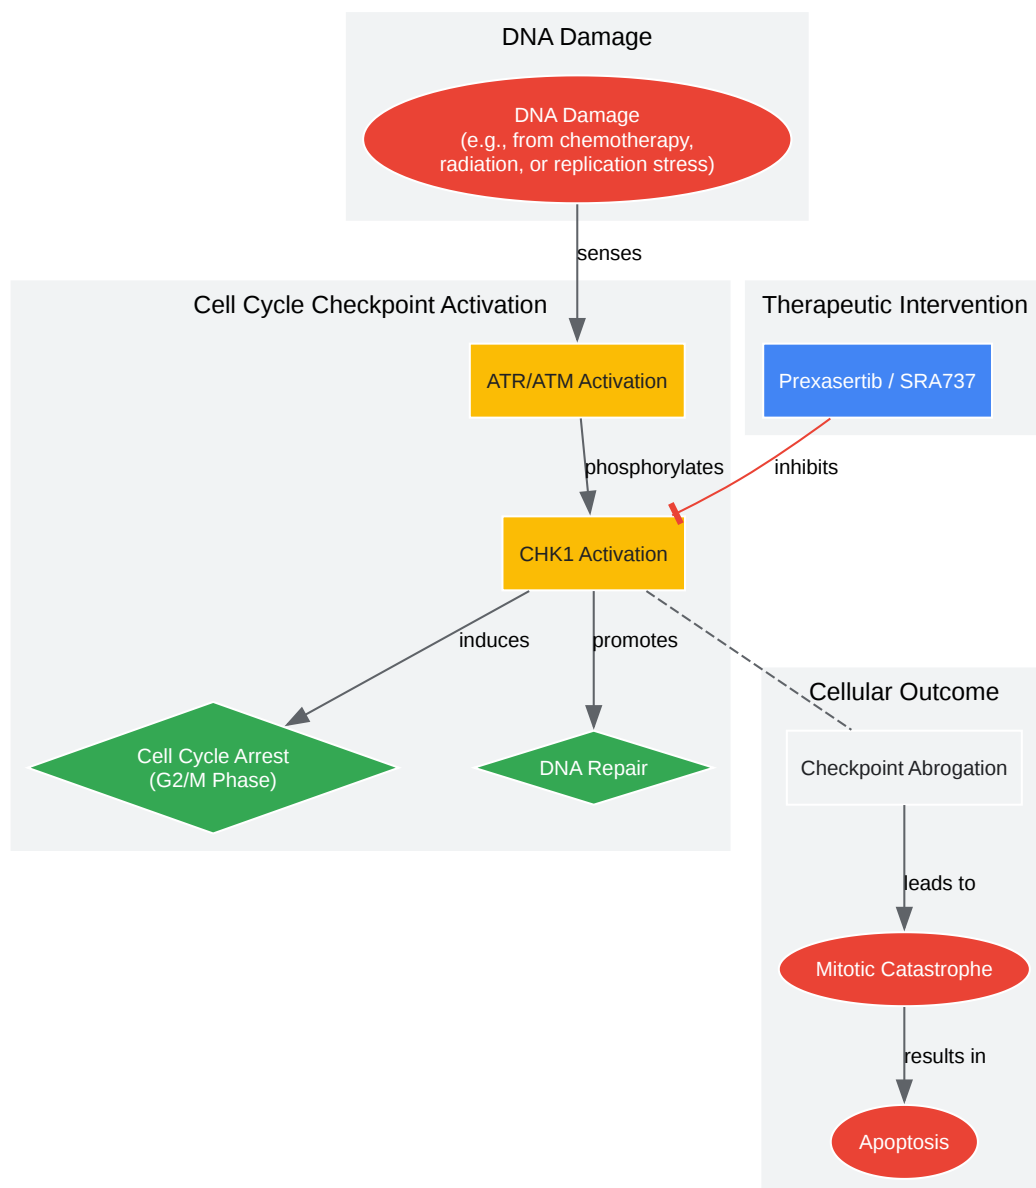 DNA Damage
DNA Damage
(e.g., from chemotherapy,
radiation, or replication stress)
senses
Cell Cycle Checkpoint Activation
Therapeutic Intervention
ATR/ATM Activation
Prexasertib / SRA737
phosphorylates
inhibits
CHK1 Activation
induces
promotes
Cellular Outcome
Cell Cycle Arrest
(G2/M Phase)
DNA Repair
Checkpoint Abrogation
leads to
Mitotic Catastrophe
results in
Apoptosis